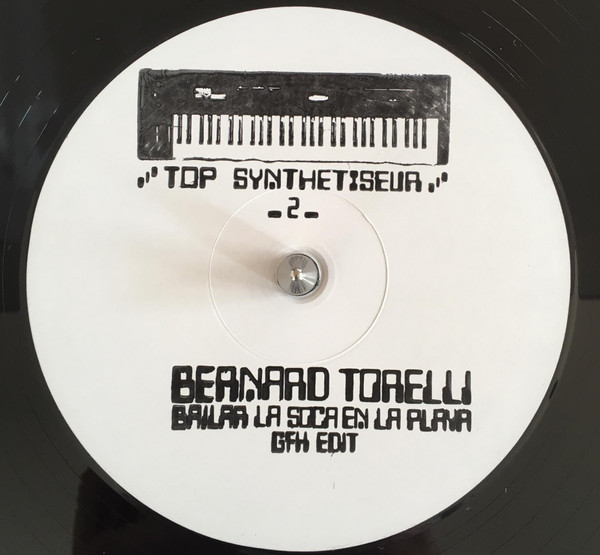 "TOP SYNTHETISEUR"
-2-
BERNARD TORELLI
BAILAR LA SOCA EN LA PLAYA
GFH EDIT